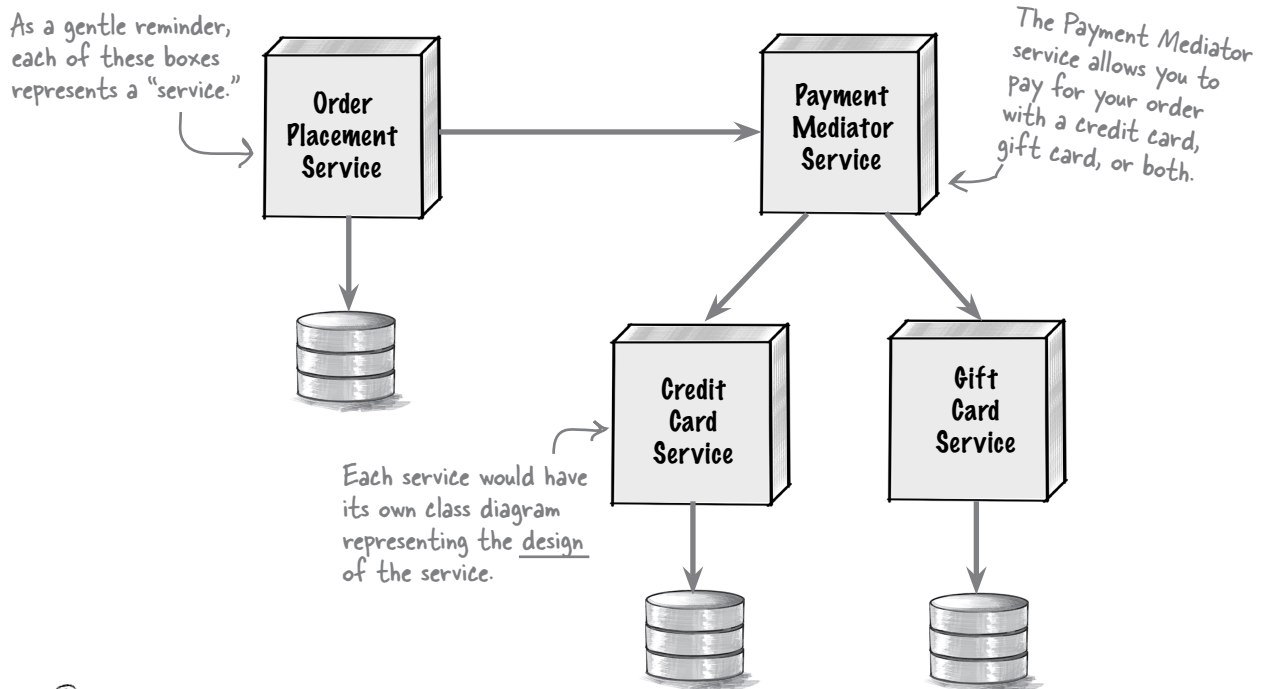 As a gentle reminder,
each of these boxes
represents a “service.”
Order
Placement
Service
Payment
Mediator
Service
The Payment Mediator
service allows you to
pay for your order
with a credit card,
gift card, or both.
Credit
Card
Service
Gift
Card
Service
Each service would have
its own class diagram
representing the design
of the service.